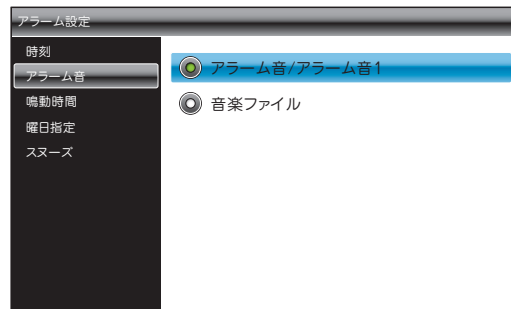 アラーム設定
時刻
アラーム音
鳴動時間
曜日指定
スヌーズ
アラーム音/アラーム音1
音楽ファイル